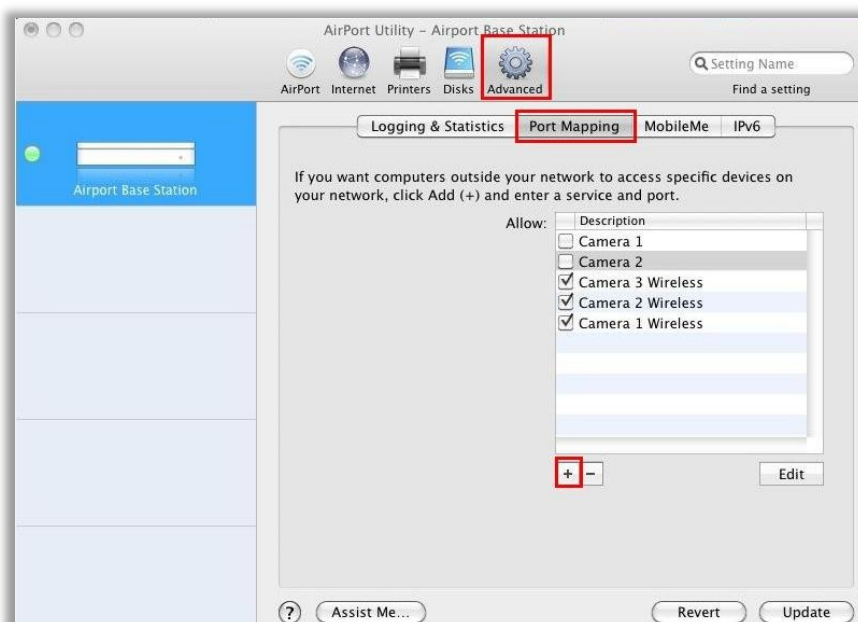 AirPort Utility – Airport Base Station
AirPort Internet Printers Disks Advanced
Setting Name
Find a setting
Logging & Statistics Port Mapping MobileMe IPv6
Airport Base Station
If you want computers outside your network to access specific devices on
your network, click Add (+) and enter a service and port.
Allow:
Description
Camera 1
Camera 2
Camera 3 Wireless
Camera 2 Wireless
Camera 1 Wireless
+ − Edit
? Assist Me... Revert Update